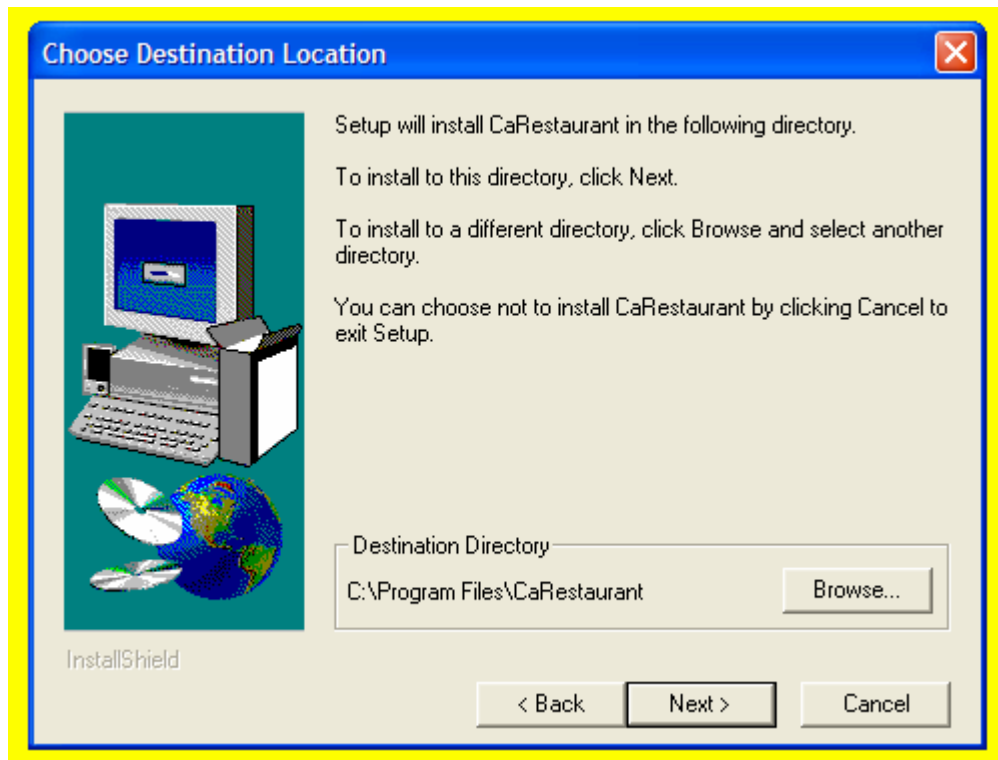 Choose Destination Location
Setup will install CaRestaurant in the following directory.
To install to this directory, click Next.
To install to a different directory, click Browse and select another
directory.
You can choose not to install CaRestaurant by clicking Cancel to
exit Setup.
Destination Directory
C:\Program Files\CaRestaurant
Browse...
InstallShield
< Back
Next >
Cancel